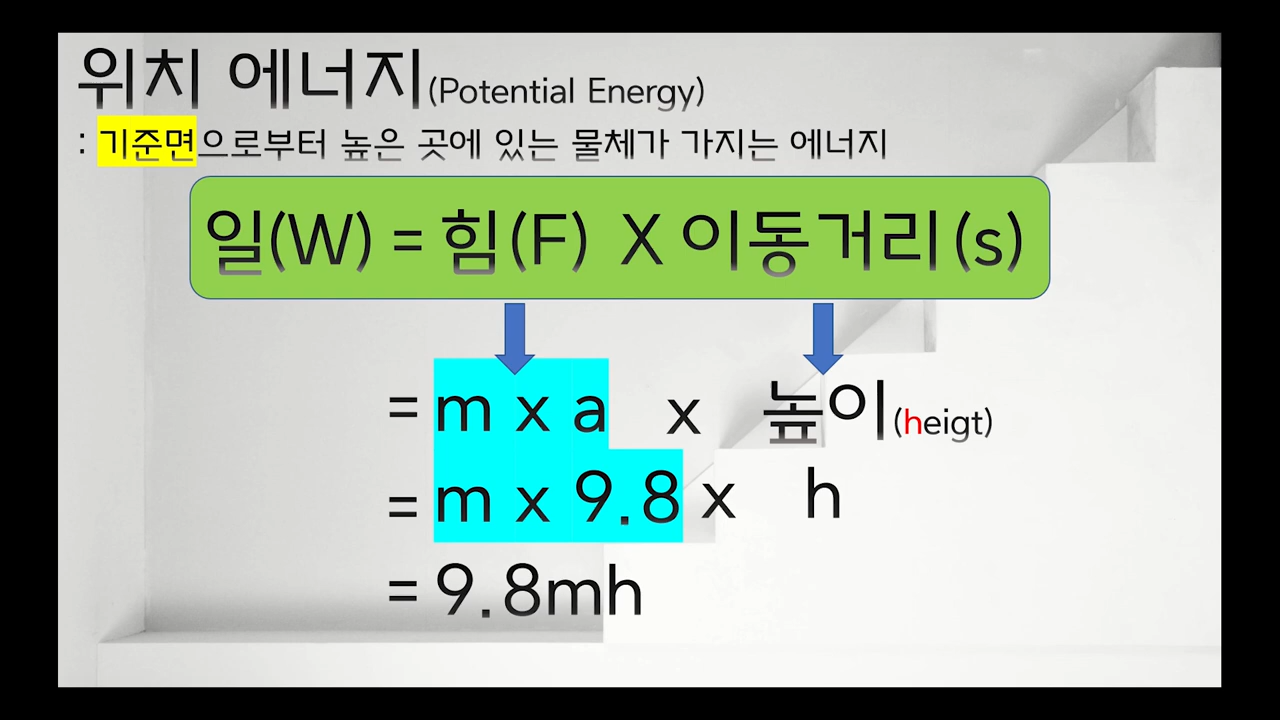 위치 에너지(Potential Energy)
: 기준면으로부터 높은 곳에 있는 물체가 가지는 에너지
일(W) = 힘(F) X 이동거리(s)
= m x a x 높이(heigt)
= m x 9.8 x h
= 9.8mh